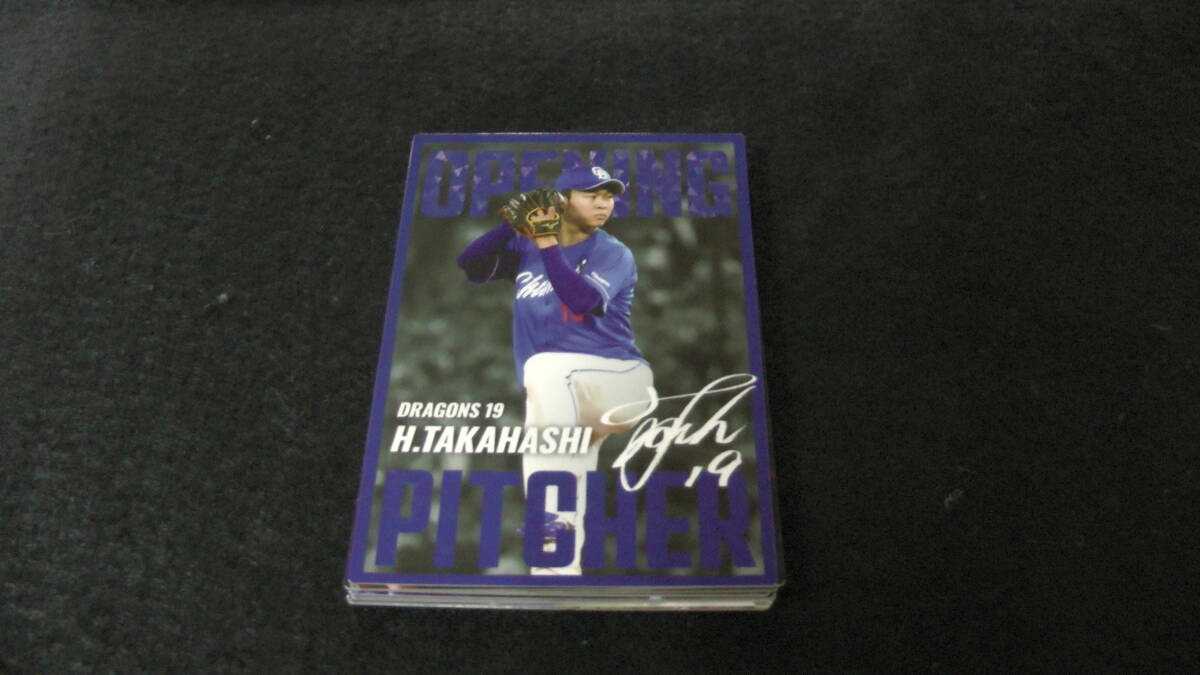 OPENING
DRAGONS 19
H.TAKAHASHI
19
PITCHER